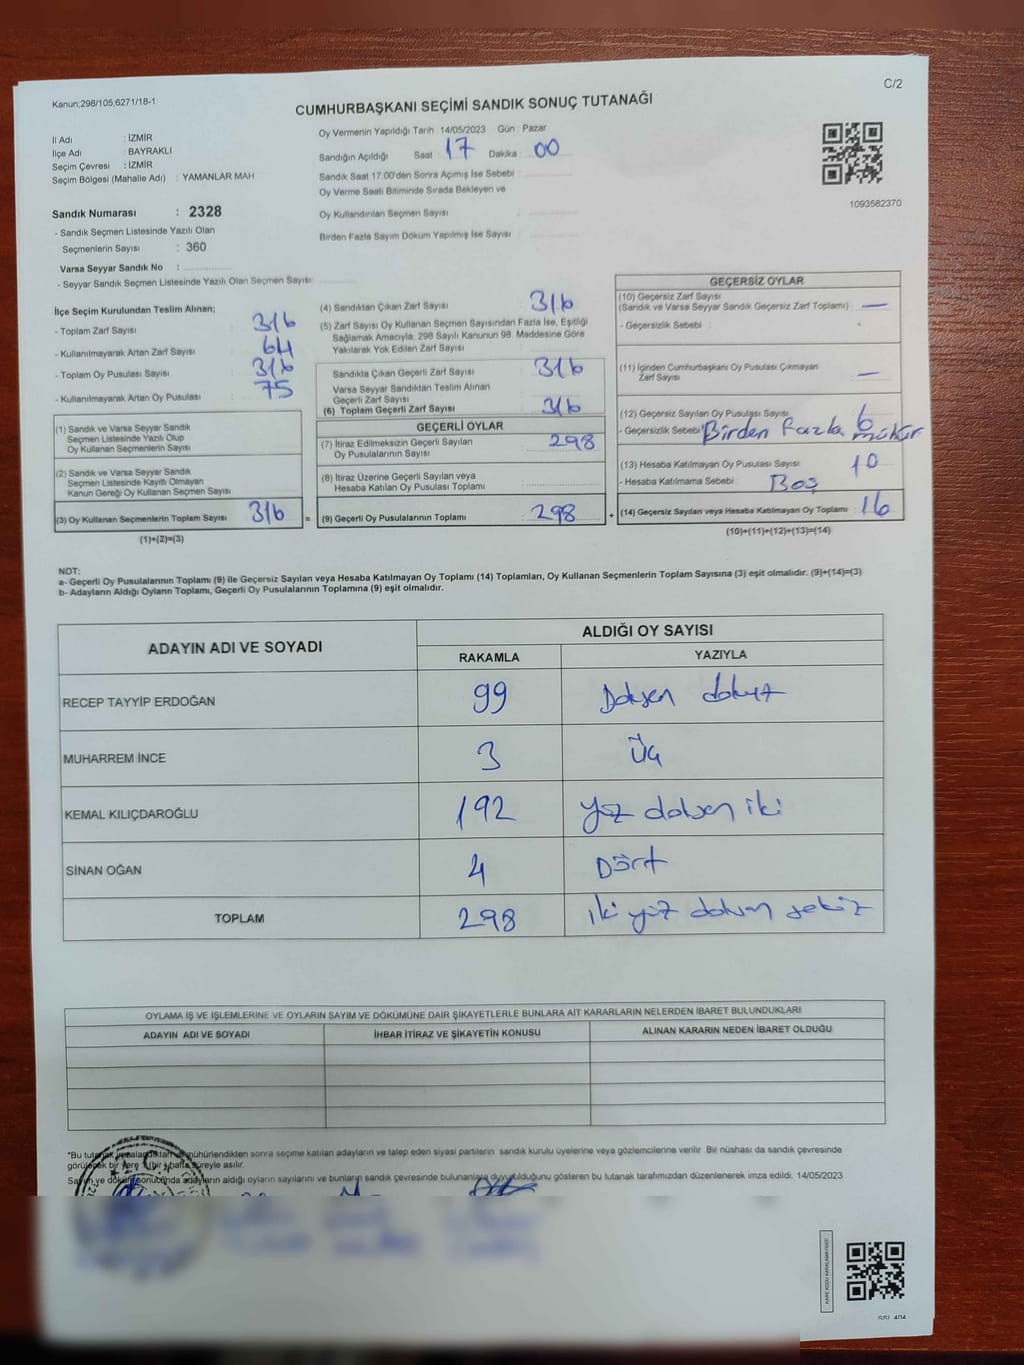 Kanun;298/105,6271/18-1
C/2
CUMHURBAŞKANI SEÇİMİ SANDIK SONUÇ TUTANAĞI
İl Adı : İZMİR
İlçe Adı : BAYRAKLI
Seçim Çevresi : İZMİR
Seçim Bölgesi (Mahalle Adı) : YAMANLAR MAH
Sandık Numarası : 2328
- Sandık Seçmen Listesinde Yazılı Olan
Seçmenlerin Sayısı : 360
Varsa Seyyar Sandık No :
- Seyyar Sandık Seçmen Listesinde Yazılı Olan Seçmen Sayısı:
Oy Vermenin Yapıldığı Tarih :14/05/2023 Gün : Pazar
Sandığın Açıldığı Saat : 17 Dakika : 00
Sandık Saat 17:00'den Sonra Açılmış İse Sebebi :
Oy Verme Saati Bitiminde Sırada Bekleyen ve
Oy Kullandırılan Seçmen Sayısı :
Birden Fazla Sayım Döküm Yapılmış İse Sayısı :
1093562370
İlçe Seçim Kurulundan Teslim Alınan;
- Toplam Zarf Sayısı : 316
- Kullanılmayarak Artan Zarf Sayısı : 64
- Toplam Oy Pusulası Sayısı :
- Kullanılmayarak Artan Oy Pusulası : 75
(1) Sandık ve Varsa Seyyar Sandık
Seçmen Listesinde Yazılı Olup
Oy Kullanan Seçmenlerin Sayısı :
(2) Sandık ve Varsa Seyyar Sandık
Seçmen Listesinde Kayıtlı Olmayan
Kanun Gereği Oy Kullanan Seçmen Sayısı :
(3) Oy Kullanan Seçmenlerin Toplam Sayısı : 316
(1)+(2)=(3)
(4) Sandıktan Çıkan Zarf Sayısı : 316
(5) Zarf Sayısı Oy Kullanan Seçmen Sayısından Fazla İse, Eşitliği
Sağlamak Amacıyla, 298 Sayılı Kanunun 98. Maddesine Göre
Yakılarak Yok Edilen Zarf Sayısı :
Sandıkta Çıkan Geçerli Zarf Sayısı : 316
Varsa Seyyar Sandıktan Teslim Alınan
Geçerli Zarf Sayısı :
(6) Toplam Geçerli Zarf Sayısı : 316
GEÇERLİ OYLAR
(7) İtiraz Edilmeksizin Geçerli Sayılan
Oy Pusulalarının Sayısı : 298
(8) İtiraz Üzerine Geçerli Sayılan veya
Hesaba Katılan Oy Pusulası Toplamı :
= (9) Geçerli Oy Pusulalarının Toplamı : 298 +
GEÇERSİZ OYLAR
(10) Geçersiz Zarf Sayısı
(Sandık ve Varsa Seyyar Sandık Geçersiz Zarf Toplamı) : —
- Geçersizlik Sebebi :
(11) İçinden Cumhurbaşkanı Oy Pusulası Çıkmayan
Zarf Sayısı : —
(12) Geçersiz Sayılan Oy Pusulası Sayısı : 6
- Geçersizlik Sebebi : Birden fazla mühür
(13) Hesaba Katılmayan Oy Pusulası Sayısı : 10
- Hesaba Katılmama Sebebi : Boş
(14) Geçersiz Sayılan veya Hesaba Katılmayan Oy Toplamı : 16
(10)+(11)+(12)+(13)=(14)
NOT:
a- Geçerli Oy Pusulalarının Toplamı (9) ile Geçersiz Sayılan veya Hesaba Katılmayan Oy Toplamı (14) Toplamları, Oy Kullanan Seçmenlerin Toplam Sayısına (3) eşit olmalıdır. (9)+(14)=(3)
b- Adayların Aldığı Oyların Toplamı, Geçerli Oy Pusulalarının Toplamına (9) eşit olmalıdır.
ADAYIN ADI VE SOYADI
ALDIĞI OY SAYISI
RAKAMLA YAZIYLA
RECEP TAYYİP ERDOĞAN 99 Doksen dokuz
MUHARREM İNCE 3 Üç
KEMAL KILIÇDAROĞLU 192 Yüz doksen iki
SİNAN OĞAN 4 Dört
TOPLAM 298 iki yüz doksan sekiz
OYLAMA İŞ VE İŞLEMLERİNE VE OYLARIN SAYIM VE DÖKÜMÜNE DAİR ŞİKAYETLERLE BUNLARA AİT KARARLARIN NELERDEN İBARET BULUNDUKLARI
ADAYIN ADI VE SOYADI İHBAR İTİRAZ VE ŞİKAYETİN KONUSU ALINAN KARARIN NEDEN İBARET OLDUĞU
*Bu tutanak imzalandıktan mühürlendikten sonra seçime katılan adayların ve talep eden siyasi partilerin sandık kurulu üyelerine veya gözlemcilerine verilir. Bir nüshası da sandık çevresinde
görülecek bir yere 1 (bir) hafta süreyle asılır.
Sayım ve döküm sonunda adayların aldığı oyların sayılarını ve bunların sandık çevresinde bulunanlara duyurulduğunu gösteren bu tutanak tarafımızdan düzenlenerek imza edildi. 14/05/2023